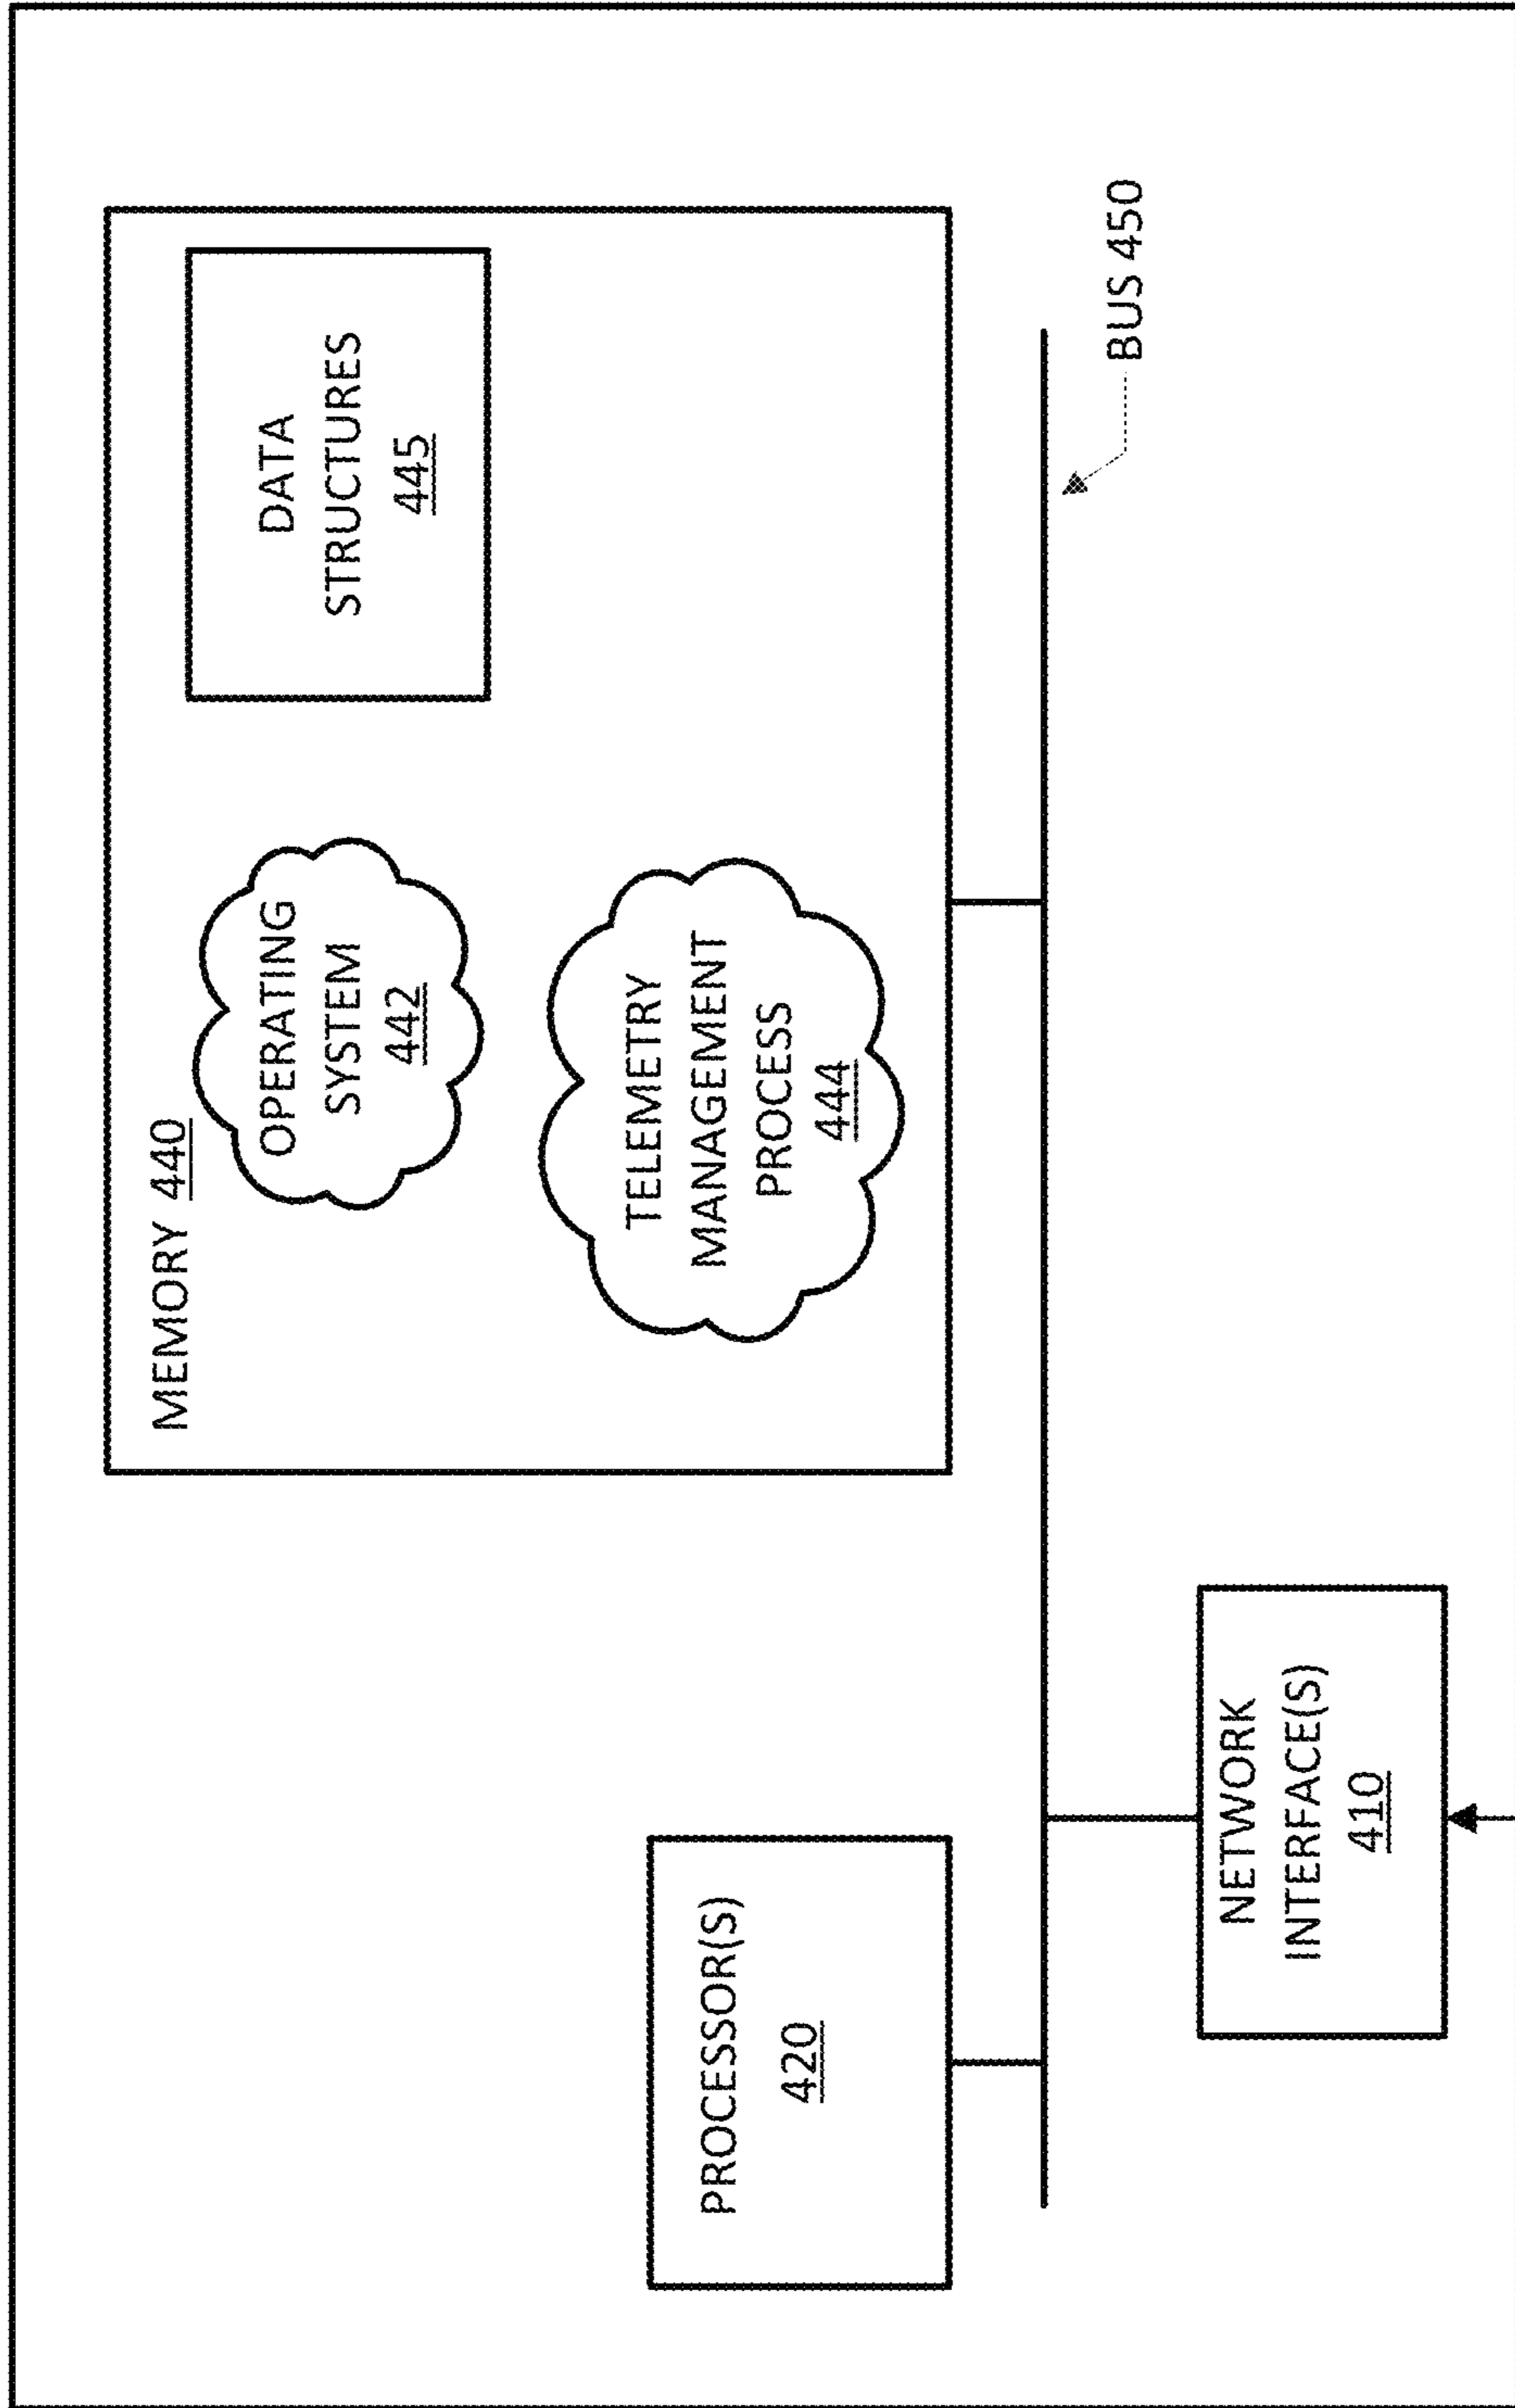 MEMORY 440
OPERATING
SYSTEM
442
DATA
STRUCTURES
445
TELEMETRY
MANAGEMENT
PROCESS
444
PROCESSOR(S)
420
BUS 450
NETWORK
INTERFACE(S)
410